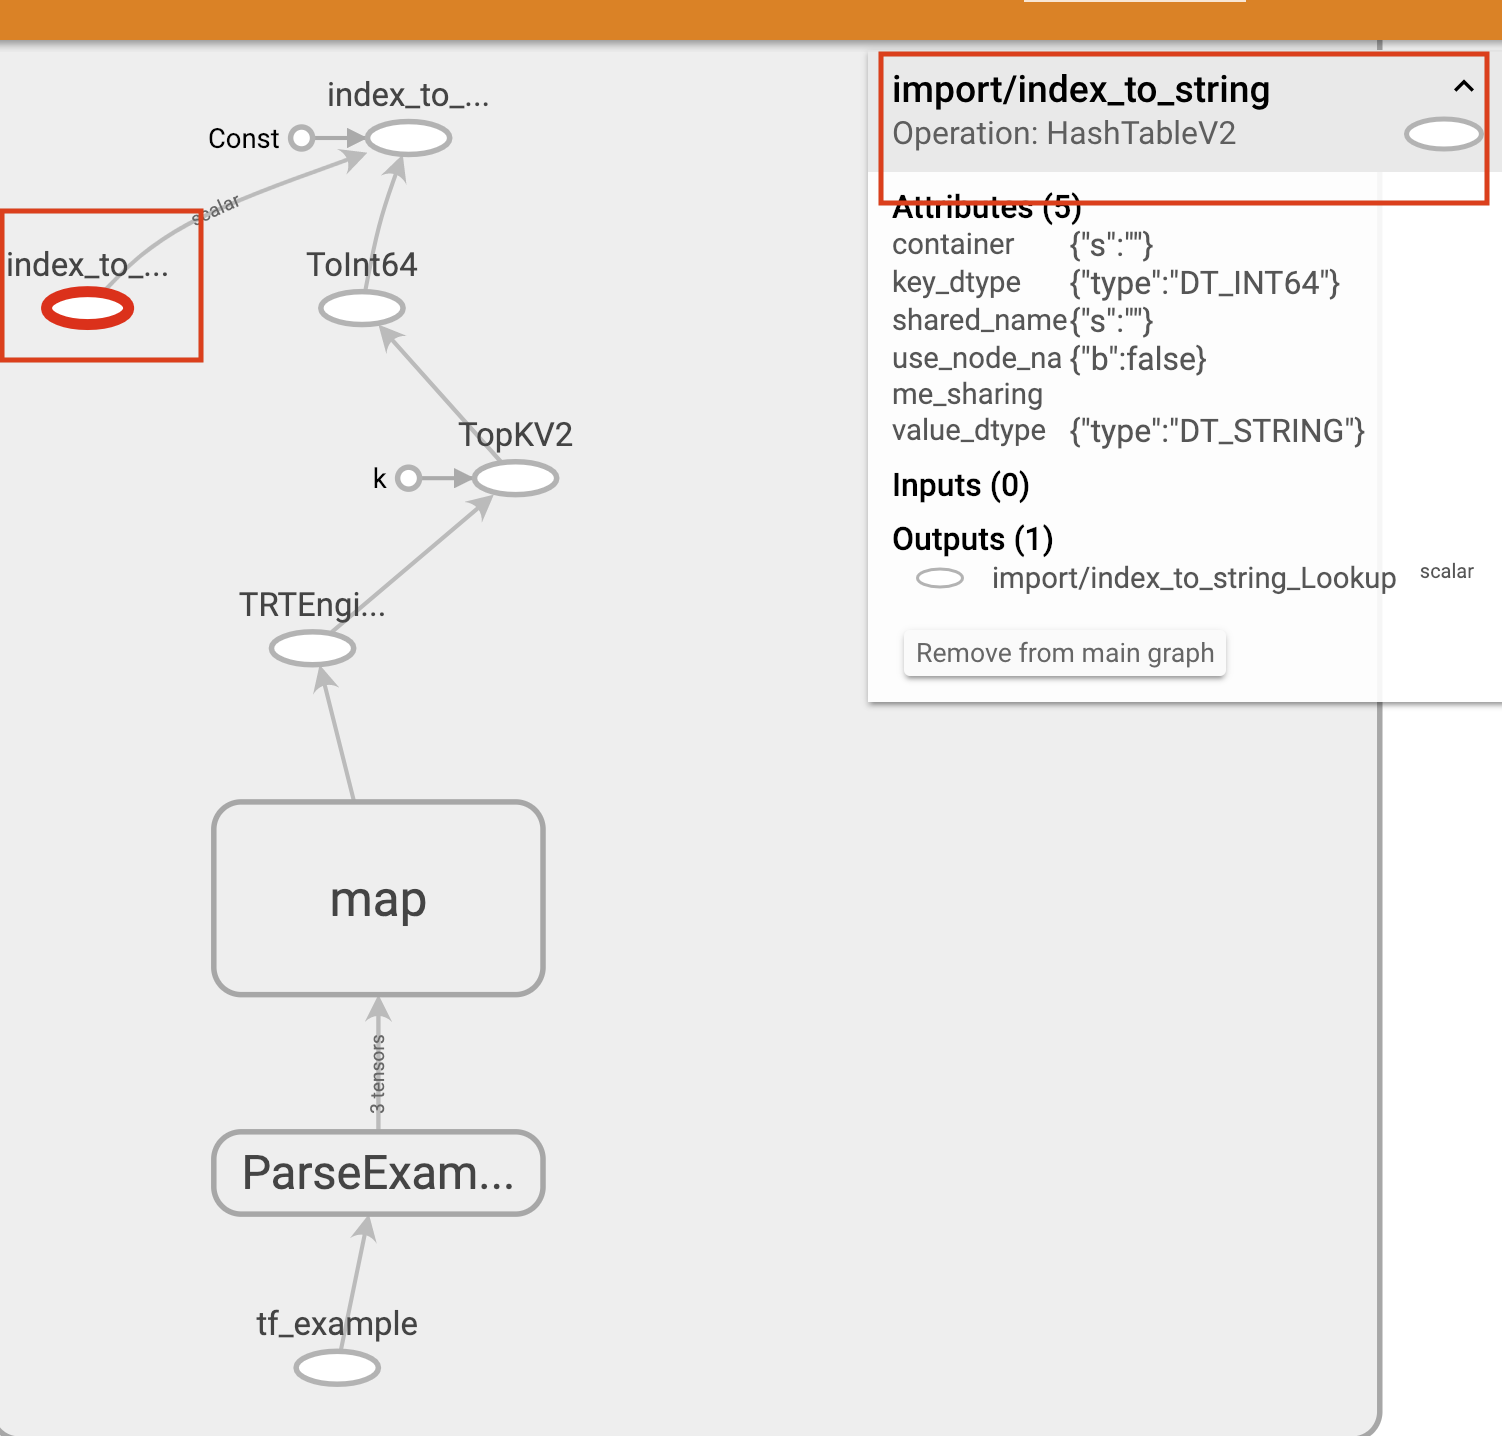 index_to_...
Const
scalar
index_to_...
ToInt64
TopKV2
k
TRTEngi...
map
3 tensors
ParseExam...
tf_example
import/index_to_string
Operation: HashTableV2
Attributes (5)
container {"s":""}
key_dtype {"type":"DT_INT64"}
shared_name {"s":""}
use_node_na {"b":false}
me_sharing
value_dtype {"type":"DT_STRING"}
Inputs (0)
Outputs (1)
import/index_to_string_Lookup scalar
Remove from main graph